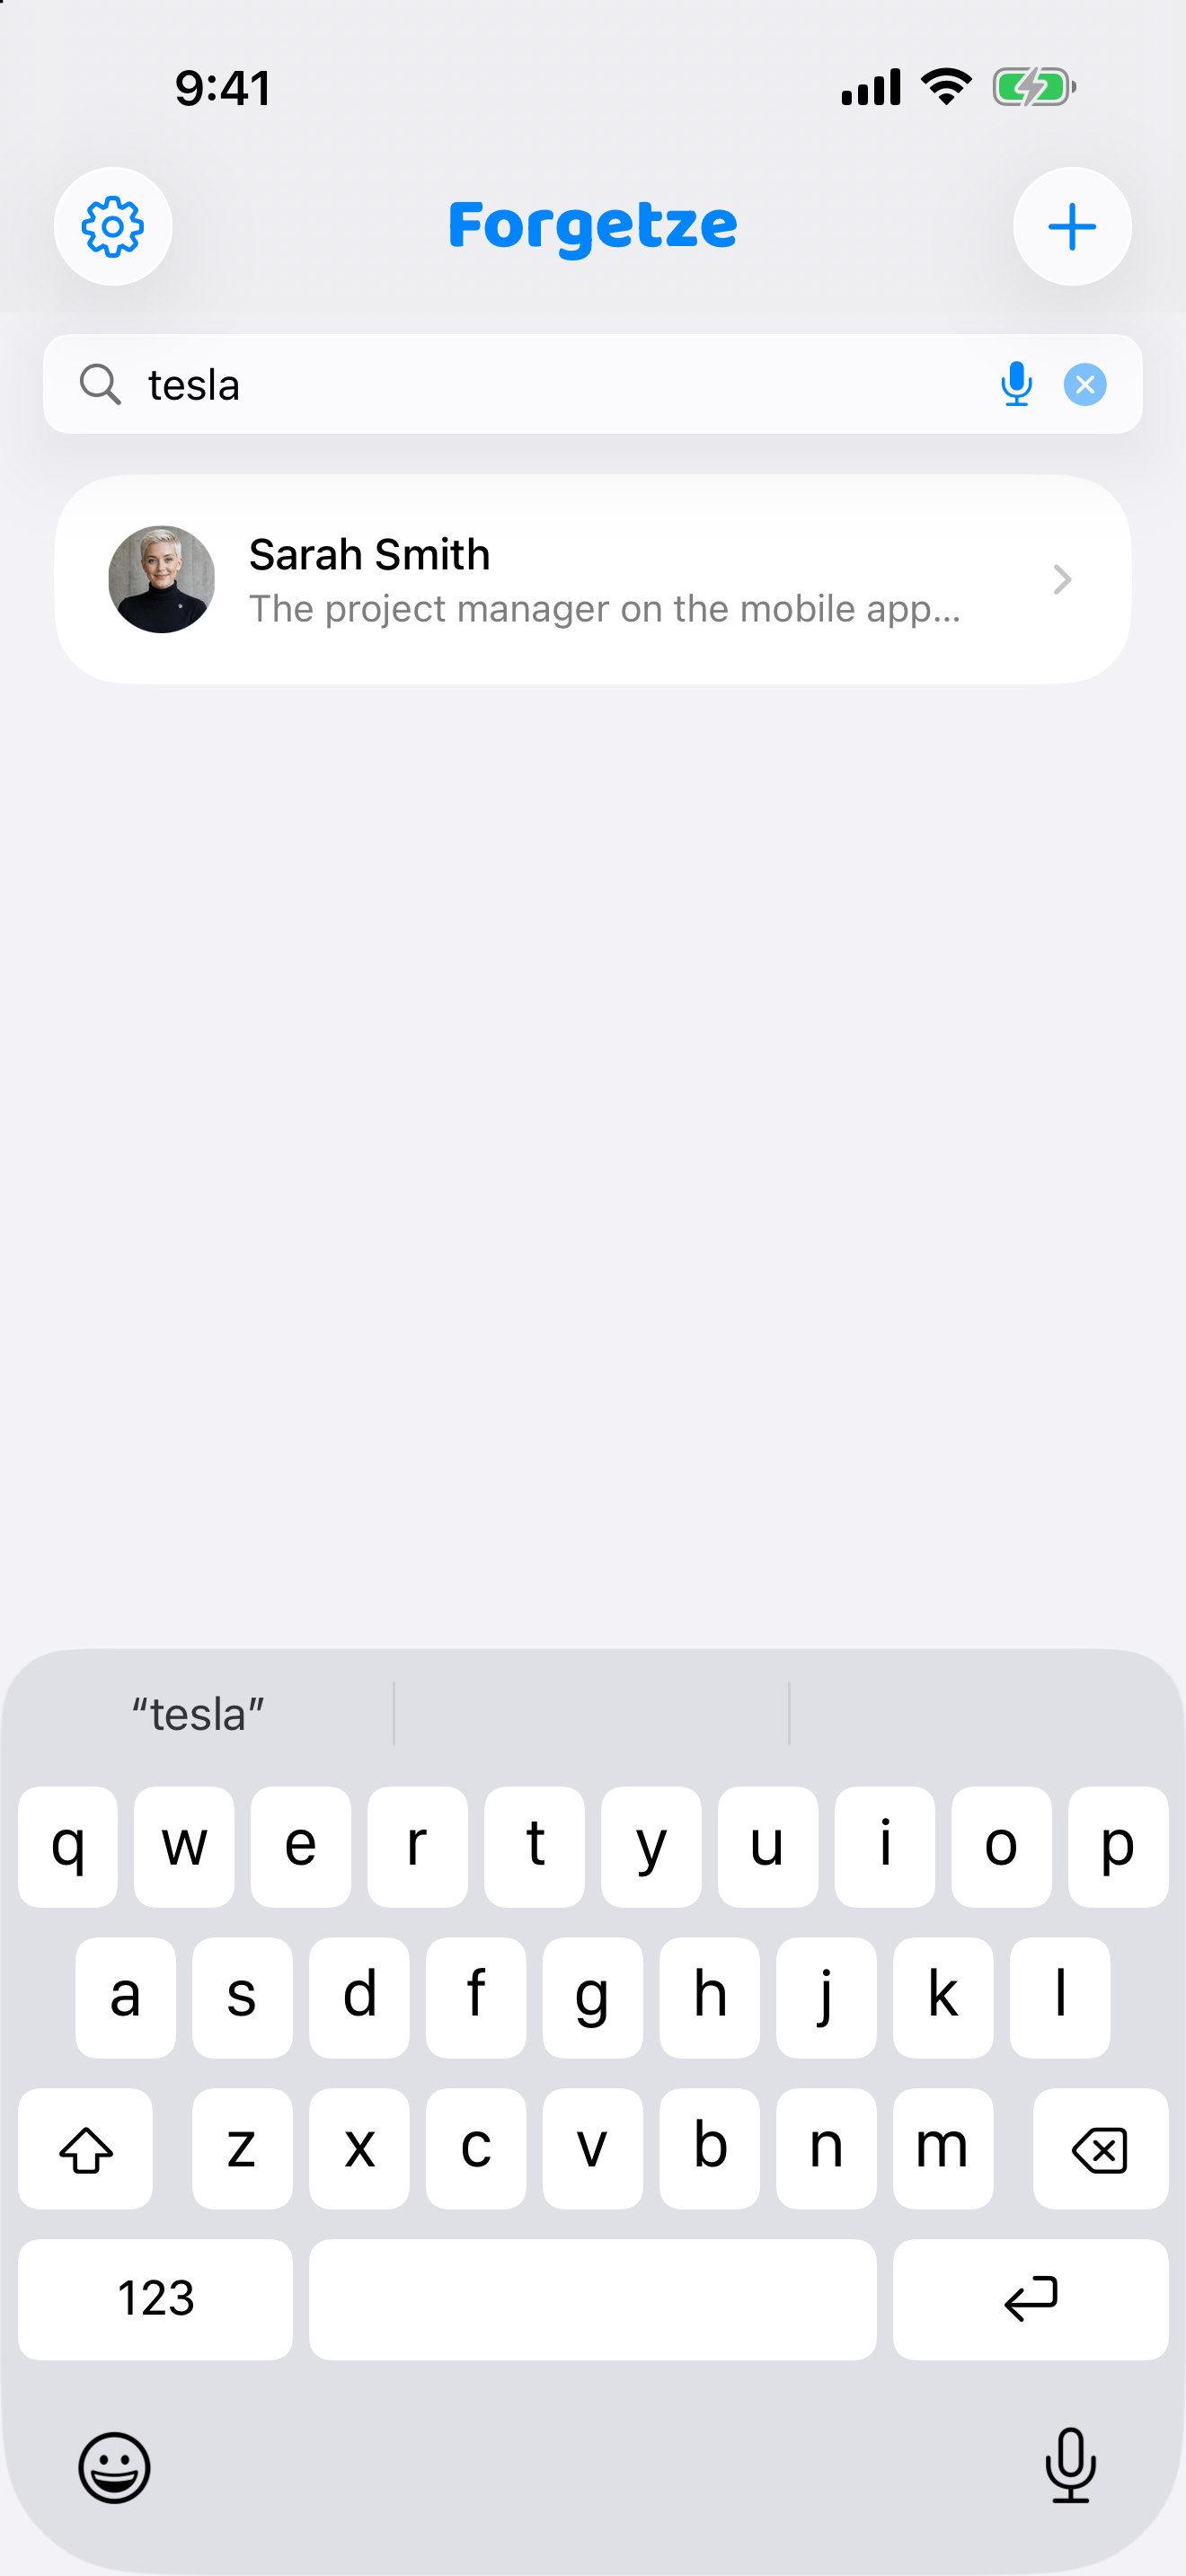 9:41
Forgetze
tesla
Sarah Smith
The project manager on the mobile app...
“tesla”
q w e r t y u i o p
a s d f g h j k l
z x c v b n m
123